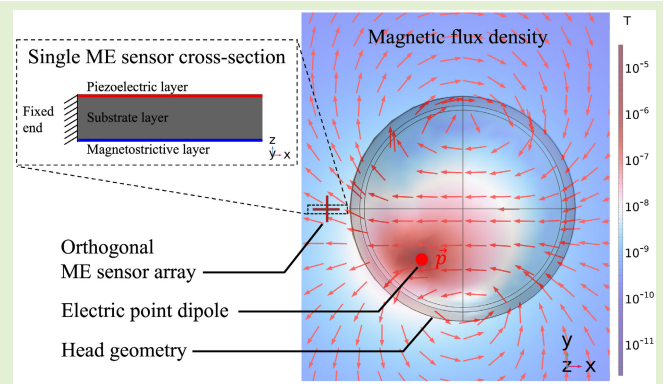 Magnetic flux density
T
Single ME sensor cross-section
Piezoelectric layer
Fixed
end
Substrate layer
Magnetostrictive layer
z
y x
10⁻⁵
10⁻⁶
10⁻⁷
10⁻⁸
10⁻⁹
10⁻¹⁰
10⁻¹¹
Orthogonal
ME sensor array
p⃗
Electric point dipole
Head geometry
y
z x